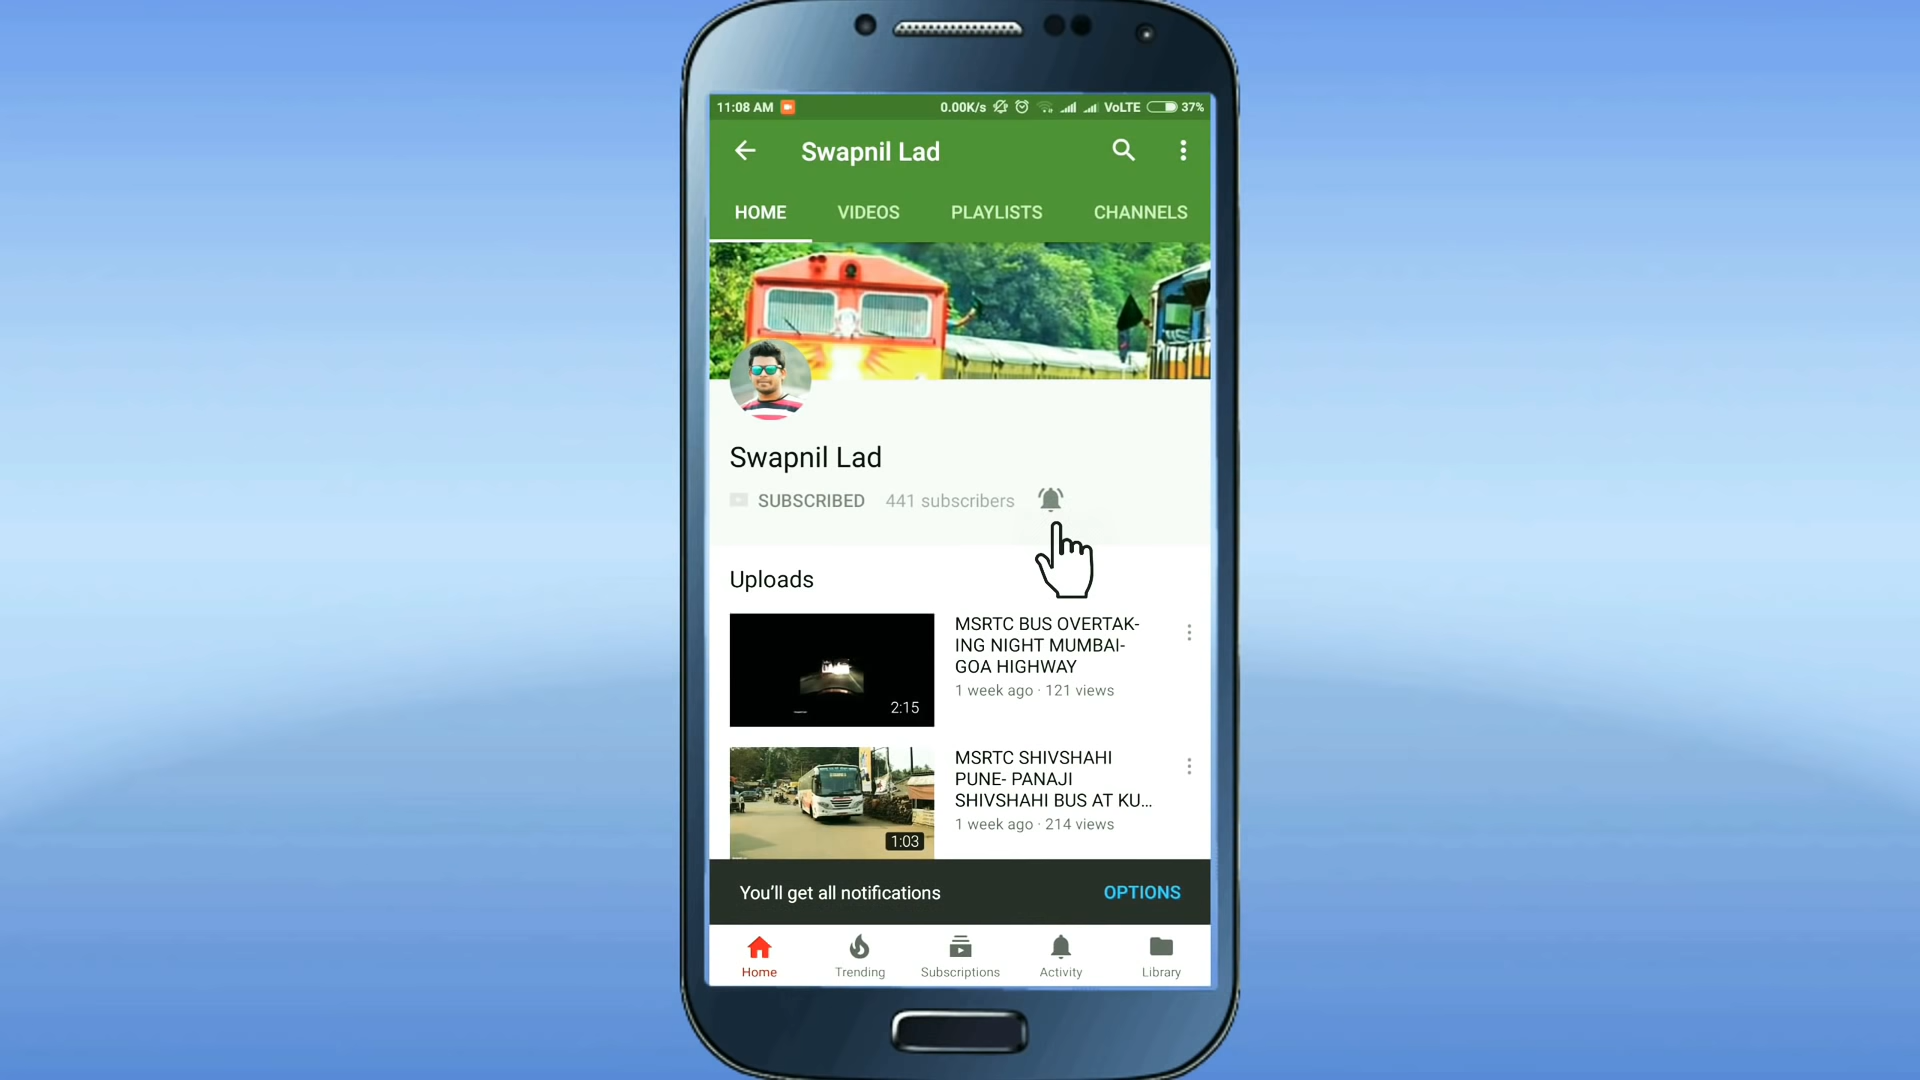 11:08 AM 0.00K/s VoLTE 37%
Swapnil Lad
HOME VIDEOS PLAYLISTS CHANNELS
Swapnil Lad
SUBSCRIBED 441 subscribers
Uploads
MSRTC BUS OVERTAK-
ING NIGHT MUMBAI-
GOA HIGHWAY
1 week ago · 121 views
2:15
MSRTC SHIVSHAHI
PUNE- PANAJI
SHIVSHAHI BUS AT KU...
1 week ago · 214 views
1:03
You'll get all notifications OPTIONS
Home Trending Subscriptions Activity Library